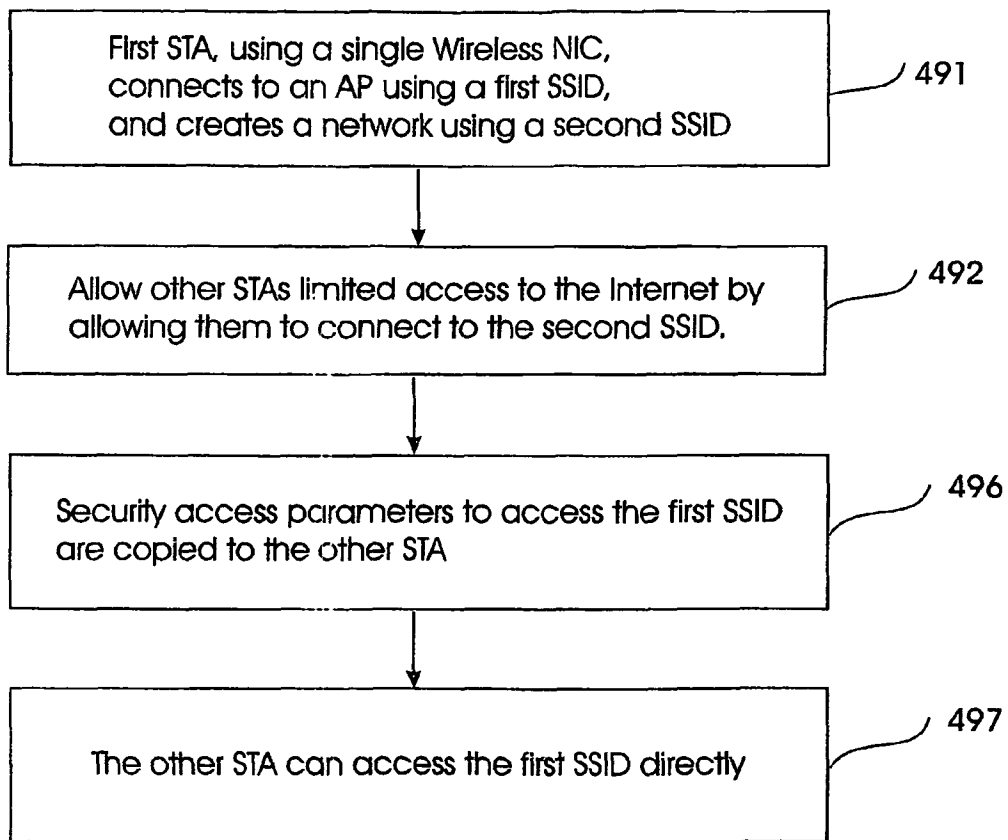 First STA, using a single Wireless NIC,
connects to an AP using a first SSID,
and creates a network using a second SSID
491
Allow other STAs limited access to the Internet by
allowing them to connect to the second SSID.
492
Security access parameters to access the first SSID
are copied to the other STA
496
The other STA can access the first SSID directly
497